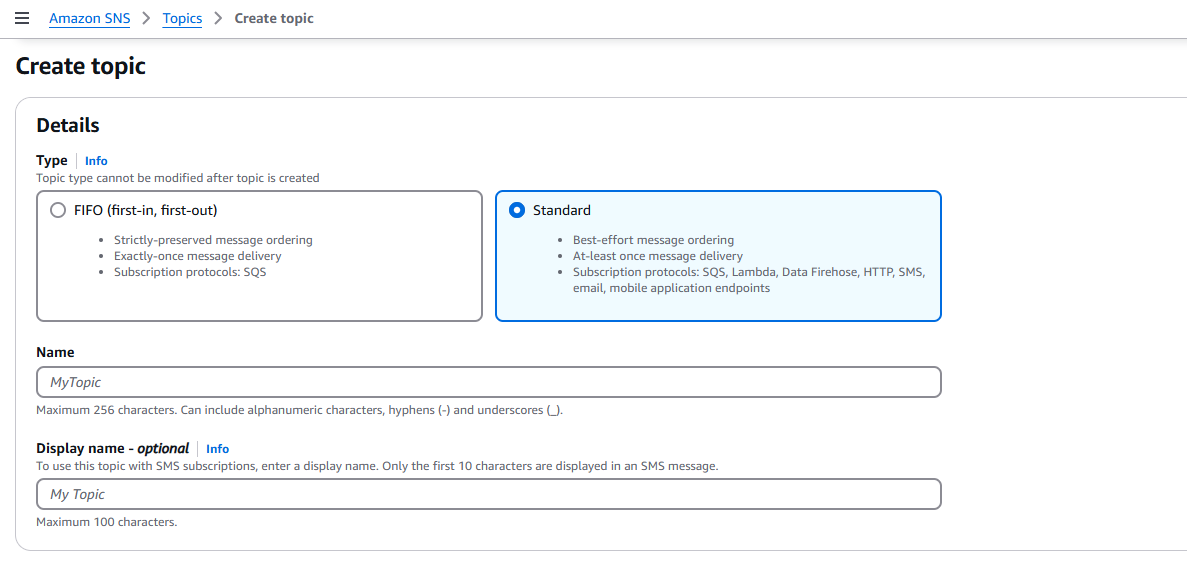 Amazon SNS > Topics > Create topic
Create topic
Details
Type Info
Topic type cannot be modified after topic is created
FIFO (first-in, first-out)
• Strictly-preserved message ordering
• Exactly-once message delivery
• Subscription protocols: SQS
Standard
• Best-effort message ordering
• At-least once message delivery
• Subscription protocols: SQS, Lambda, Data Firehose, HTTP, SMS,
email, mobile application endpoints
Name
MyTopic
Maximum 256 characters. Can include alphanumeric characters, hyphens (-) and underscores (_).
Display name - optional Info
To use this topic with SMS subscriptions, enter a display name. Only the first 10 characters are displayed in an SMS message.
My Topic
Maximum 100 characters.